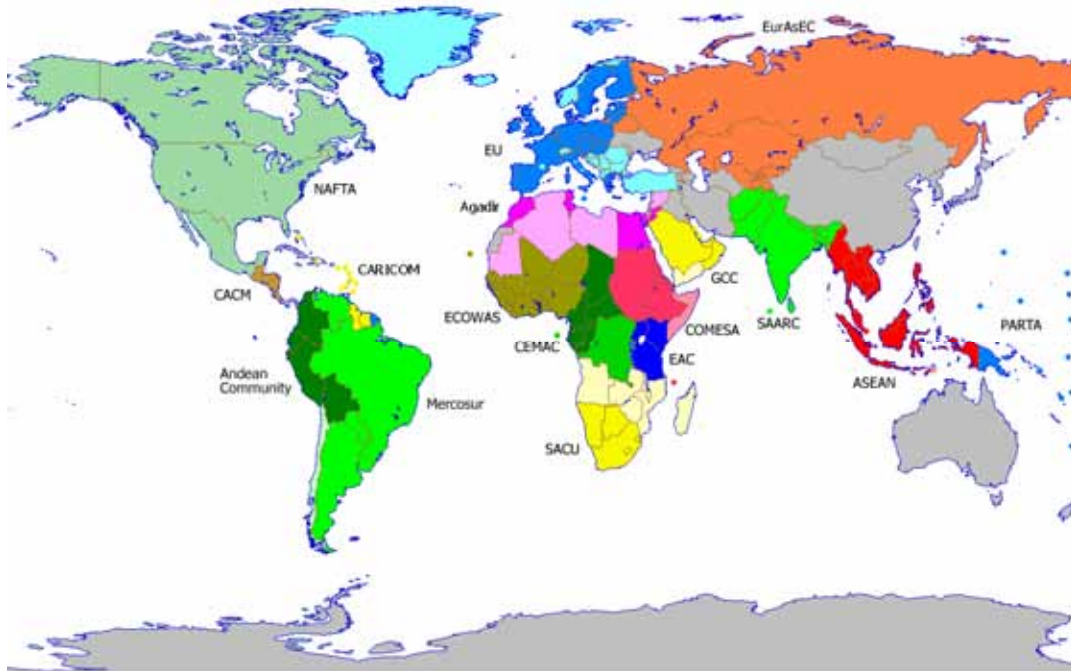 EurAsEC
EU
NAFTA
Agadir
CARICOM
GCC
CACM
ECOWAS
COMESA
SAARC
PARTA
CEMAC
EAC
Andean
Community
ASEAN
Mercosur
SACU